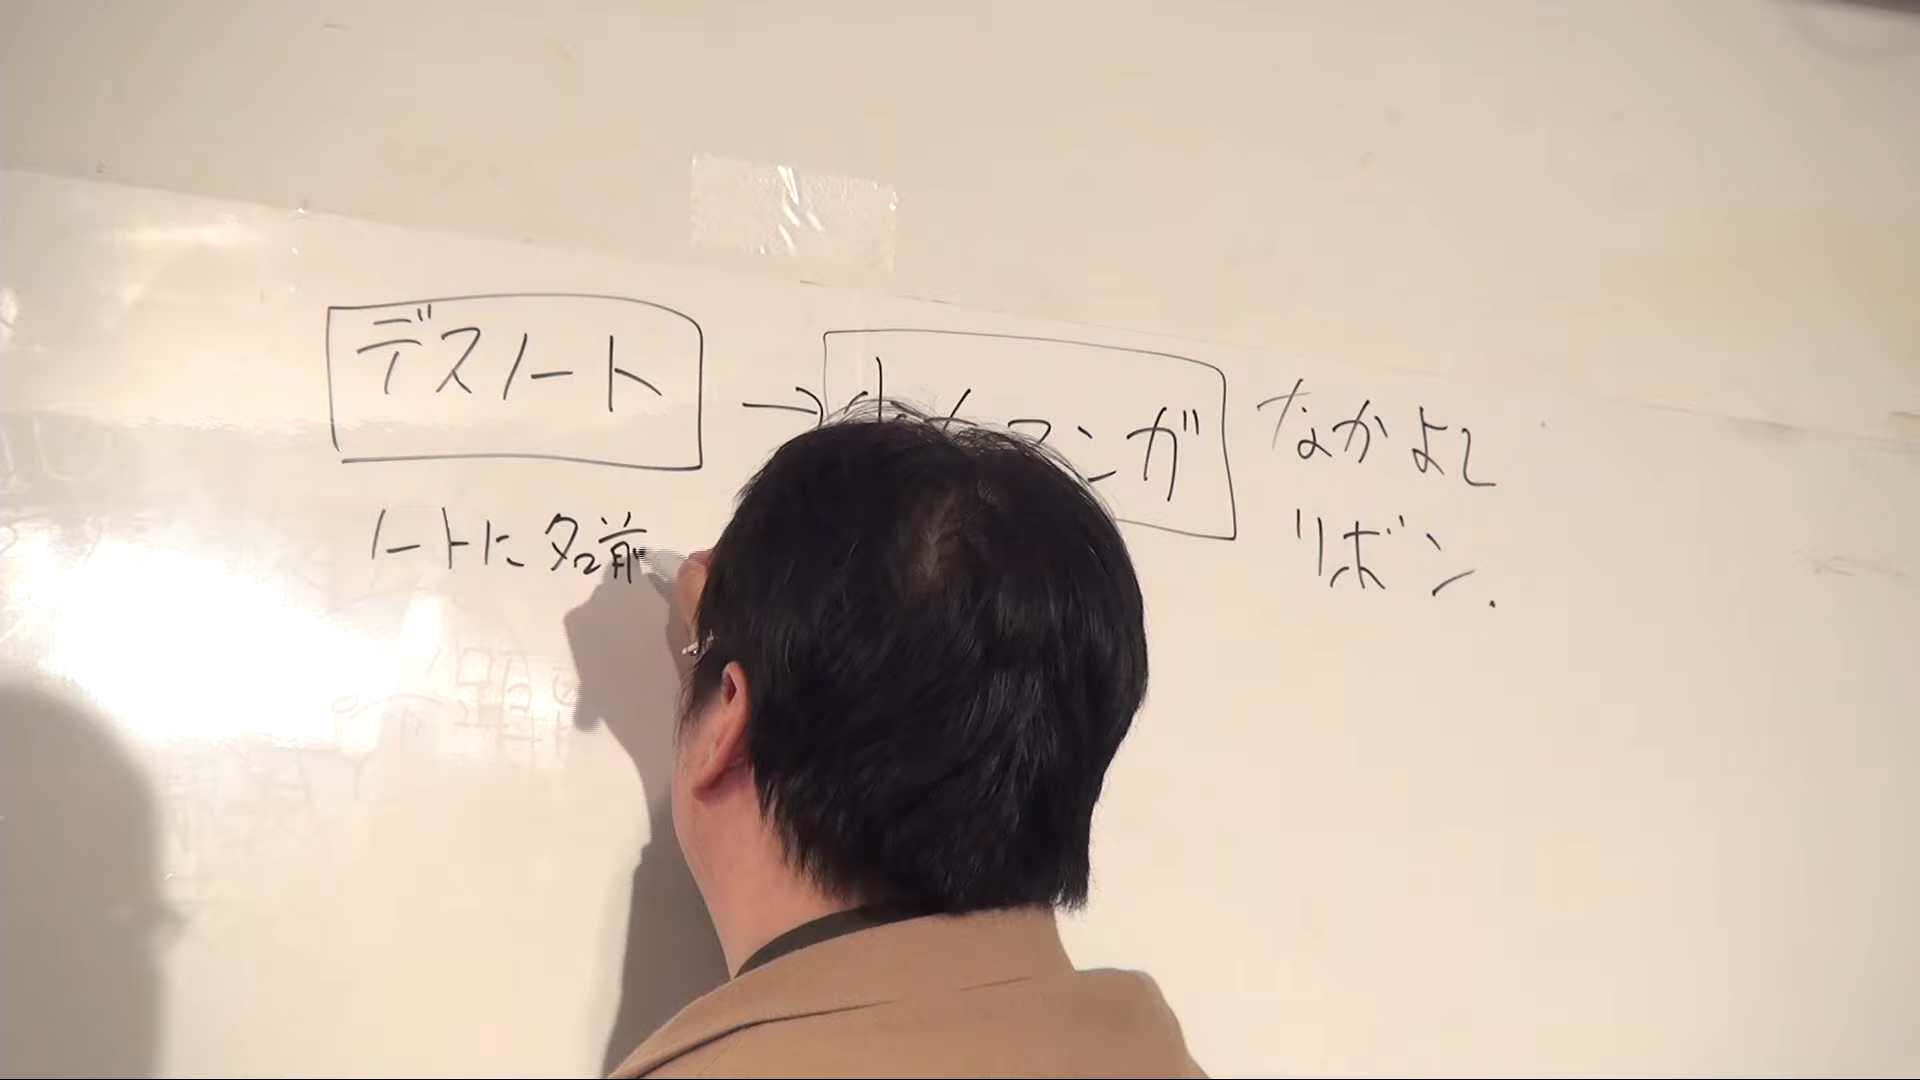 デスノート → マンガ
なかよし
リボン.
ノートに名前